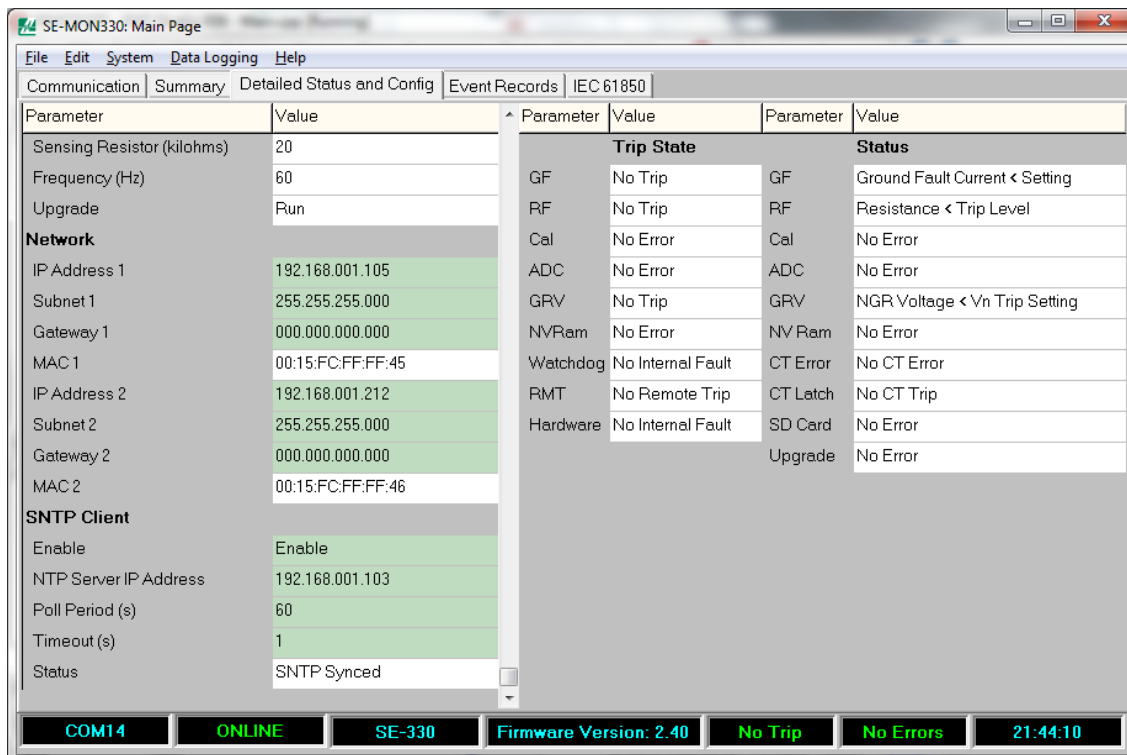 SE-MON330: Main Page
File Edit System Data Logging Help
Communication Summary Detailed Status and Config Event Records IEC 61850
Parameter Value Parameter Value Parameter Value
Sensing Resistor (kilohms) 20 Trip State Status
Frequency (Hz) 60 GF No Trip GF Ground Fault Current < Setting
Upgrade Run RF No Trip RF Resistance < Trip Level
Network Cal No Error Cal No Error
IP Address 1 192.168.001.105 ADC No Error ADC No Error
Subnet 1 255.255.255.000 GRV No Trip GRV NGR Voltage < Vn Trip Setting
Gateway 1 000.000.000.000 NVRam No Error NV Ram No Error
MAC 1 00:15:FC:FF:FF:45 Watchdog No Internal Fault CT Error No CT Error
IP Address 2 192.168.001.212 RMT No Remote Trip CT Latch No CT Trip
Subnet 2 255.255.255.000 Hardware No Internal Fault SD Card No Error
Gateway 2 000.000.000.000 Upgrade No Error
MAC 2 00:15:FC:FF:FF:46
SNTP Client
Enable Enable
NTP Server IP Address 192.168.001.103
Poll Period (s) 60
Timeout (s) 1
Status SNTP Synced
COM14 ONLINE SE-330 Firmware Version: 2.40 No Trip No Errors 21:44:10